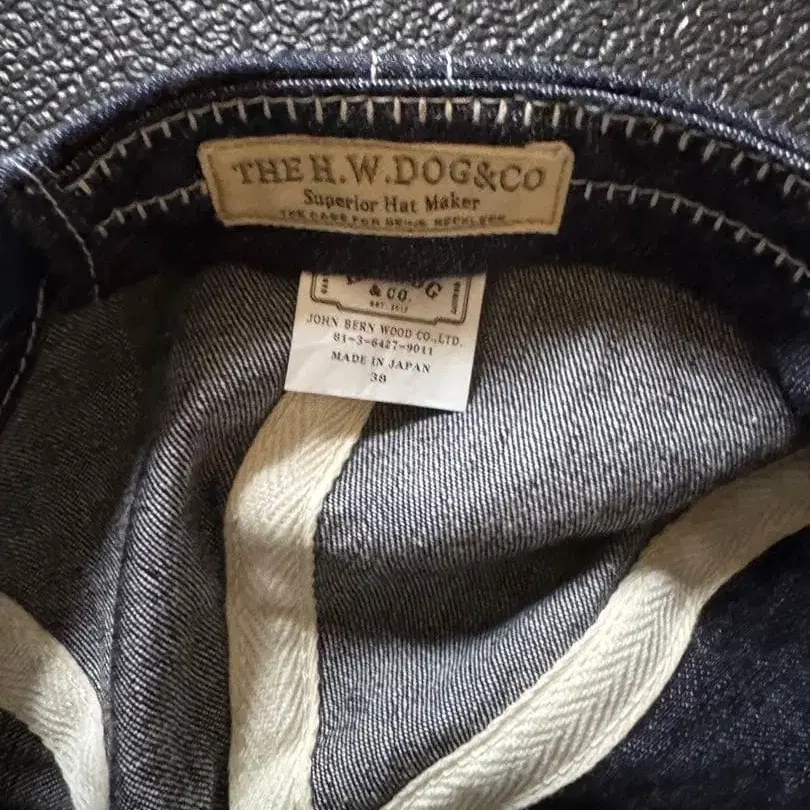 THE H.W.DOG&CO
Superior Hat Maker
& CO.
JOHN BERN WOOD CO.,LTD.
81-3-6427-9011
MADE IN JAPAN
38